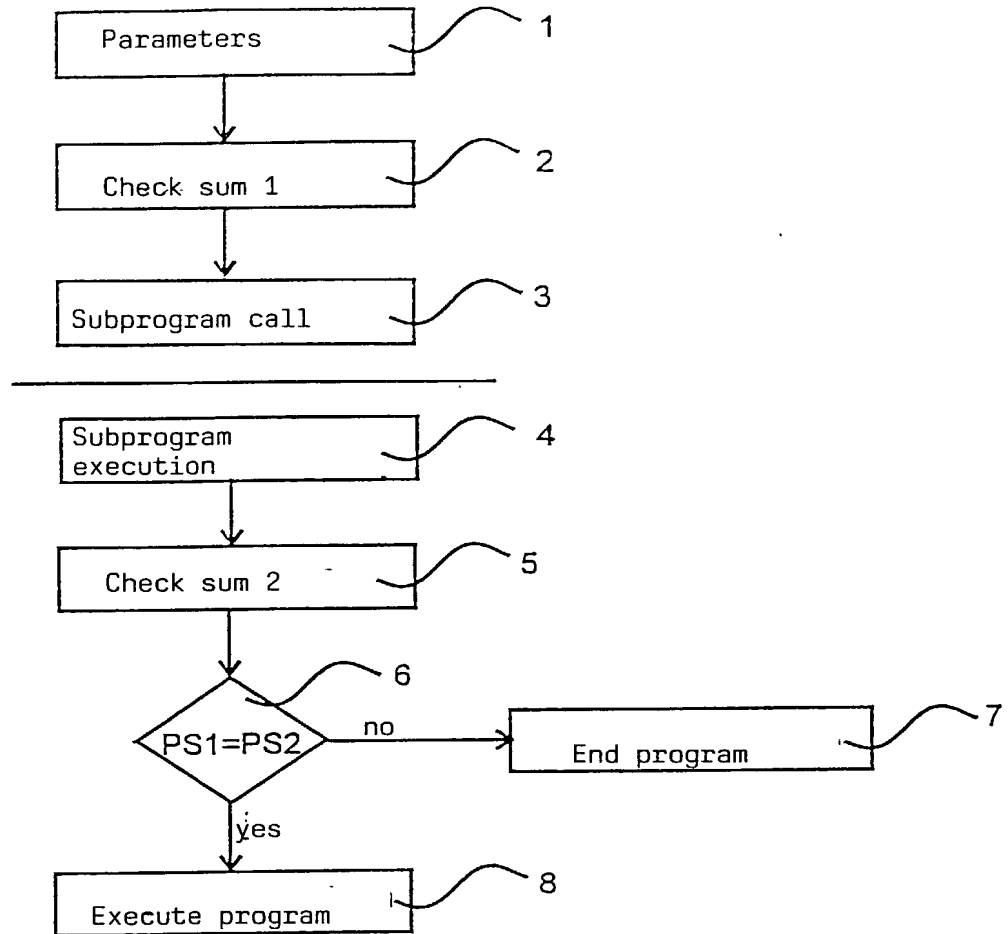 Parameters
1
Check sum 1
2
Subprogram call
3
Subprogram
execution
4
Check sum 2
5
6
PS1=PS2
no
7
End program
yes
8
Execute program